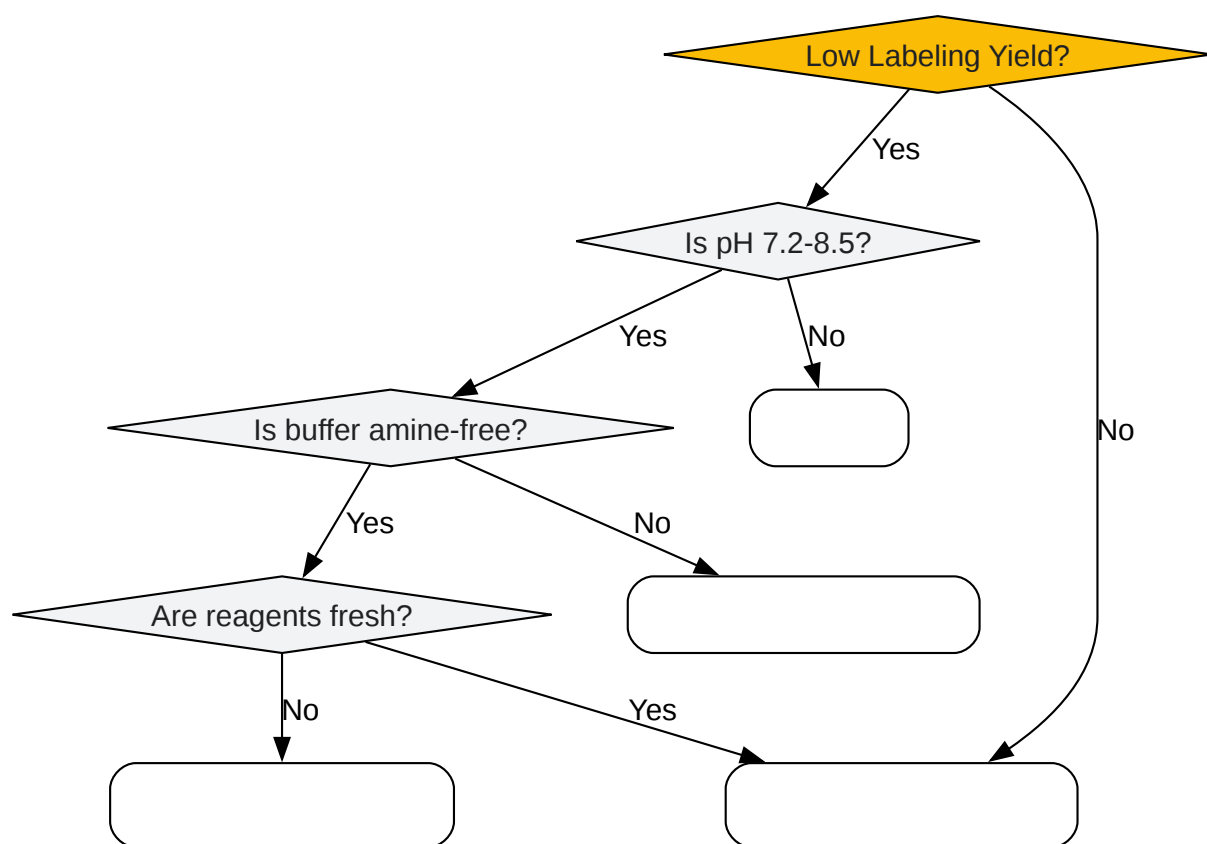 Low Labeling Yield?
Yes
Is pH 7.2-8.5?
Yes
No
Is buffer amine-free?
No
Yes
No
Are reagents fresh?
No
Yes